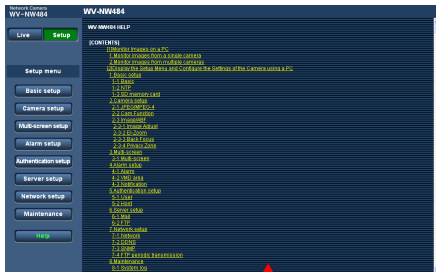 Network Camera
WV-NW484
WV-NW484
Live
Setup
Setup menu
Basic setup
Camera setup
Multi-screen setup
Alarm setup
Authentication setup
Server setup
Network setup
Maintenance
Help
WV-NW484 HELP
[CONTENTS]
[1]Monitor images on a PC
1 Monitor images from a single camera
2 Monitor images from multiple cameras
[2]Display the Setup Menu and Configure the Settings of the Camera using a PC
1 Basic setup
1-1 Basic
1-2 NTP
1-3 SD memory card
2 Camera setup
2-1 JPEG/MPEG-4
2-2 Cam Function
2-3 Image/ABF
2-3-1 Image Adjust
2-3-2 El-Zoom
2-3-3 Back Focus
2-3-4 Privacy Zone
3 Multi-screen
3-1 Multi-screen
4 Alarm setup
4-1 Alarm
4-2 VMD area
4-3 Notification
5 Authentication setup
5-1 User
5-2 Host
6 Server setup
6-1 Mail
6-2 FTP
7 Network setup
7-1 Network
7-2 DDNS
7-3 SNMP
7-4 FTP periodic transmission
8 Maintenance
8-1 System log